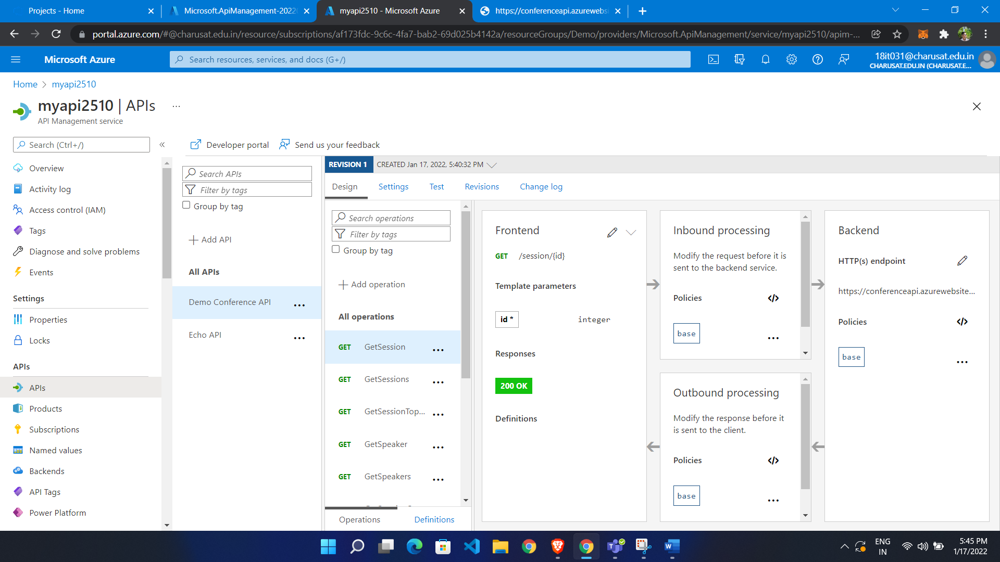 Projects - Home
Microsoft.ApiManagement-2022
myapi2510 - Microsoft Azure
https://conferenceapi.azurewebsi
portal.azure.com/#@charusat.edu.in/resource/subscriptions/af173fdc-9c6c-4fa7-bab2-69d025b4142a/resourceGroups/Demo/providers/Microsoft.ApiManagement/service/myapi2510/apim-...
Microsoft Azure
Search resources, services, and docs (G+/)
18it031@charusat.edu.in
CHARUSAT.EDU.IN (CHARUSAT.E...
Home
myapi2510
myapi2510 | APIs
...
API Management service
Search (Ctrl+/)
«
Overview
Activity log
Access control (IAM)
Tags
Diagnose and solve problems
Events
Settings
Properties
Locks
APIs
APIs
Products
Subscriptions
Named values
Backends
API Tags
Power Platform
Developer portal
Send us your feedback
Search APIs
Filter by tags
Group by tag
Add API
All APIs
Demo Conference API
...
Echo API
...
REVISION 1
CREATED Jan 17, 2022, 5:40:32 PM
Design
Settings
Test
Revisions
Change log
Search operations
Filter by tags
Group by tag
Add operation
All operations
GET GetSession ...
GET GetSessions ...
GET GetSessionTop... ...
GET GetSpeaker ...
GET GetSpeakers ...
Operations
Definitions
Frontend
GET /session/{id}
Template parameters
id * integer
Responses
200 OK
Definitions
Inbound processing
Modify the request before it is
sent to the backend service.
Policies </>
base ...
Outbound processing
Modify the response before it
is sent to the client.
Policies </>
base ...
Backend
HTTP(s) endpoint
https://conferenceapi.azurewebsite...
Policies </>
base ...
ENG
IN
5:45 PM
1/17/2022